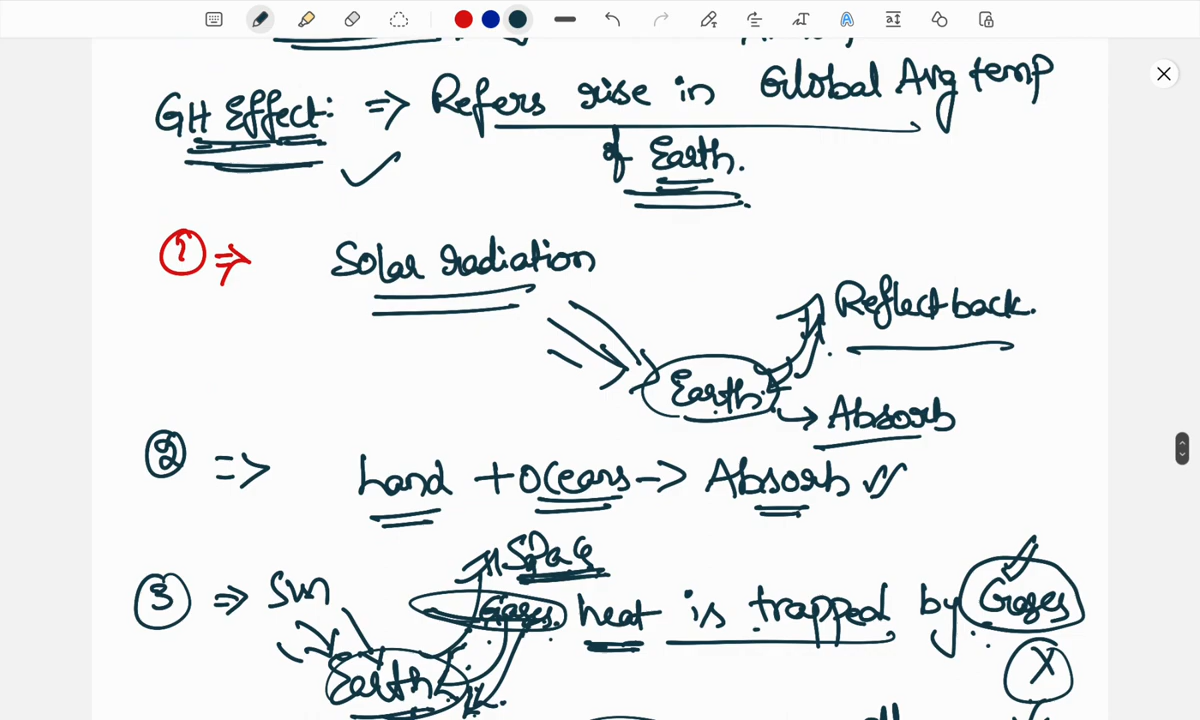 GH Effect: => Refers rise in Global Avg temp
of Earth.
1 => Solar radiation
Reflect back.
Earth
Absorb
2 => Land + Oceans -> Absorb
Space
3 => Sun Gases heat is trapped by Gases
Earth
X